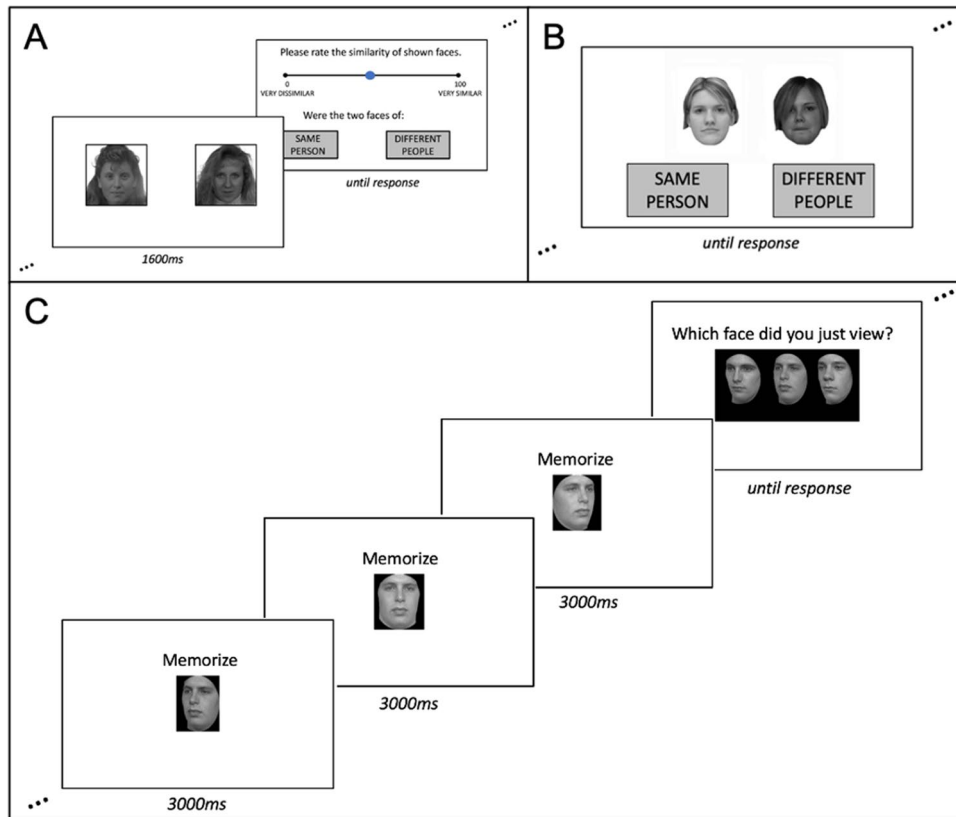 A
Please rate the similarity of shown faces.
0
100
VERY DISSIMILAR
VERY SIMILAR
Were the two faces of:
SAME
PERSON
DIFFERENT
PEOPLE
until response
1600ms
B
SAME
PERSON
DIFFERENT
PEOPLE
until response
C
Which face did you just view?
until response
Memorize
3000ms
Memorize
3000ms
Memorize
3000ms